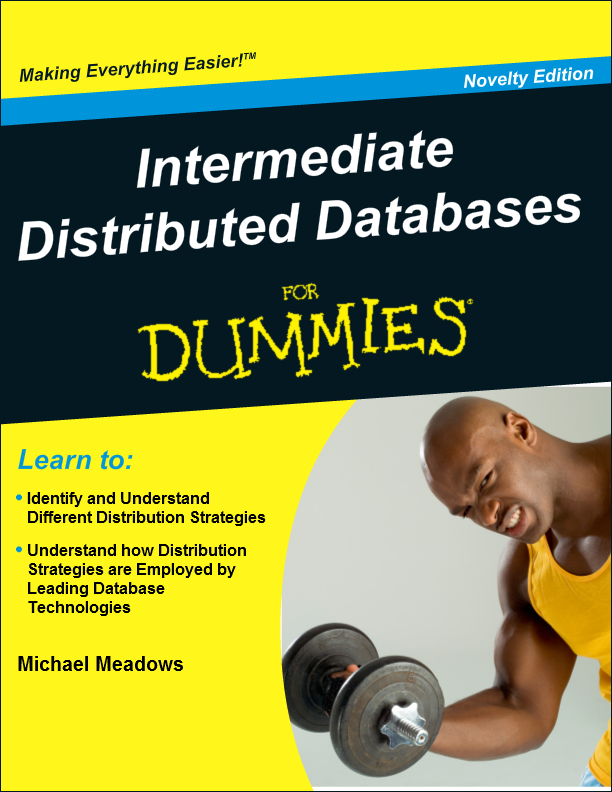 Making Everything Easier!™
Novelty Edition
Intermediate
Distributed Databases
FOR
DUMMIES®
Learn to:
• Identify and Understand
Different Distribution Strategies
• Understand how Distribution
Strategies are Employed by
Leading Database
Technologies
Michael Meadows